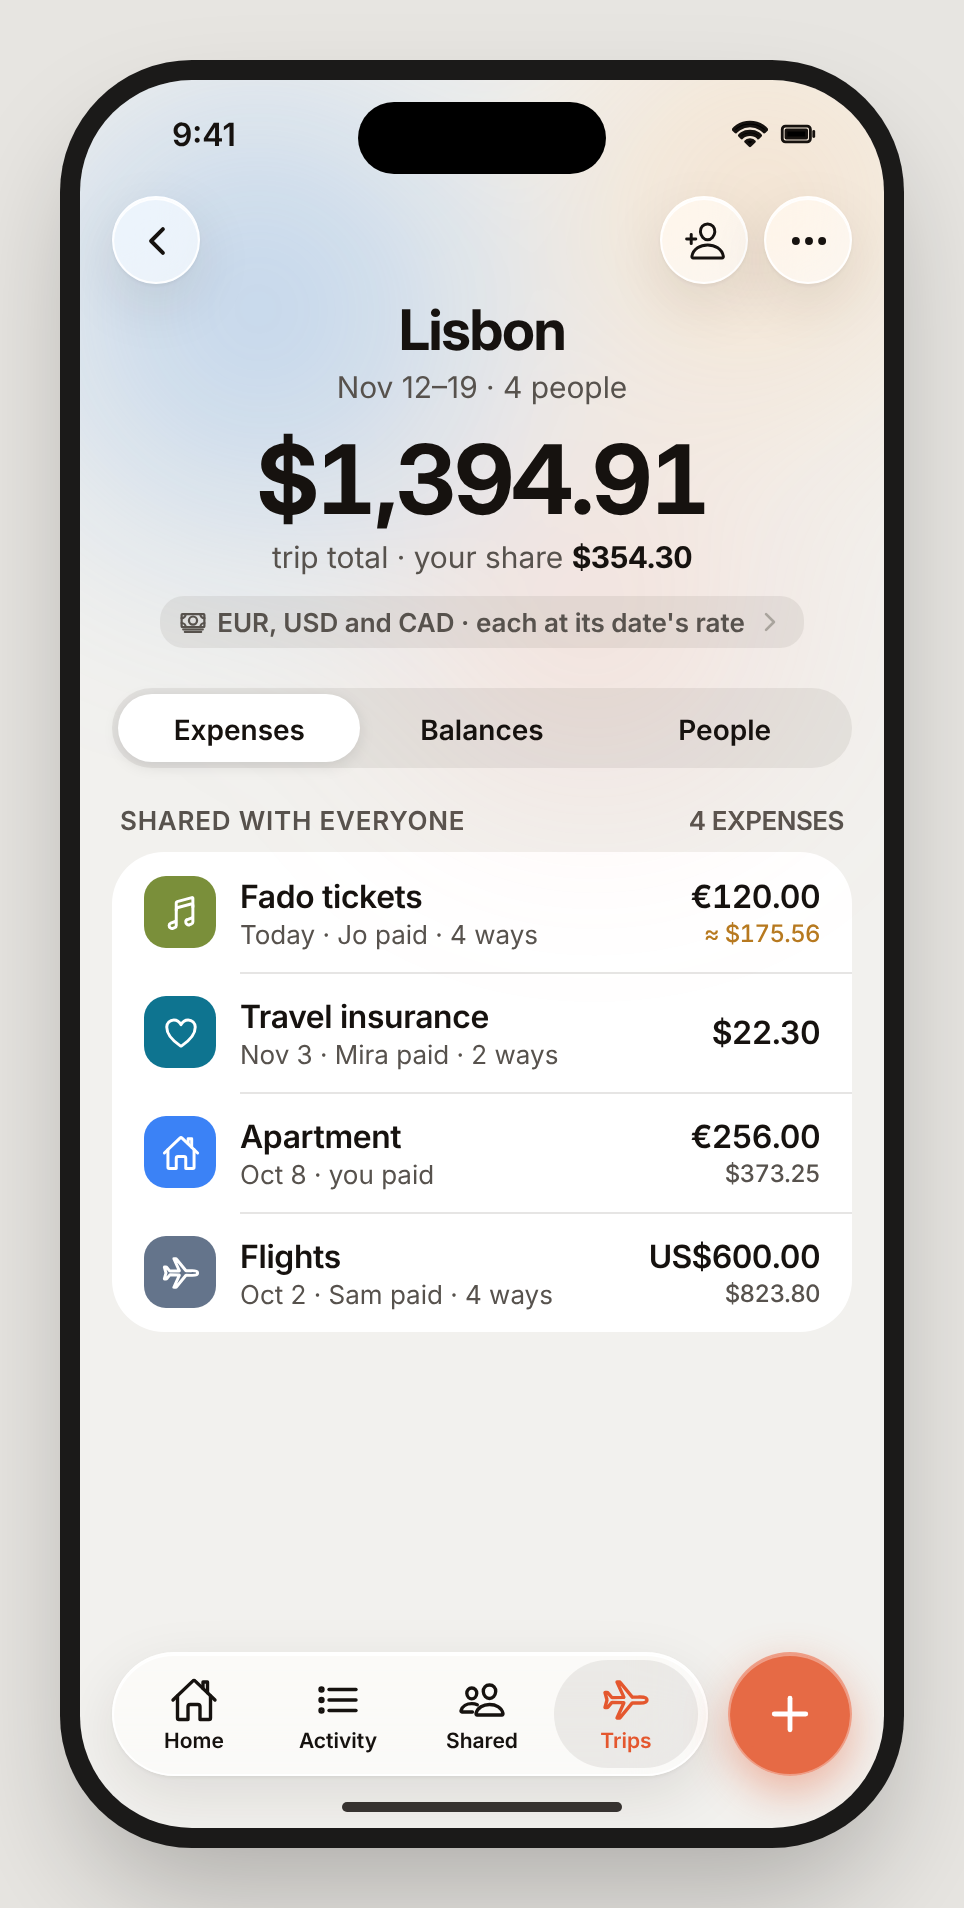 9:41
Lisbon
Nov 12–19 · 4 people
$1,394.91
trip total · your share $354.30
EUR, USD and CAD · each at its date's rate
Expenses
Balances
People
SHARED WITH EVERYONE
4 EXPENSES
Fado tickets
€120.00
Today · Jo paid · 4 ways
≈ $175.56
Travel insurance
$22.30
Nov 3 · Mira paid · 2 ways
Apartment
€256.00
Oct 8 · you paid
$373.25
Flights
US$600.00
Oct 2 · Sam paid · 4 ways
$823.80
Home
Activity
Shared
Trips